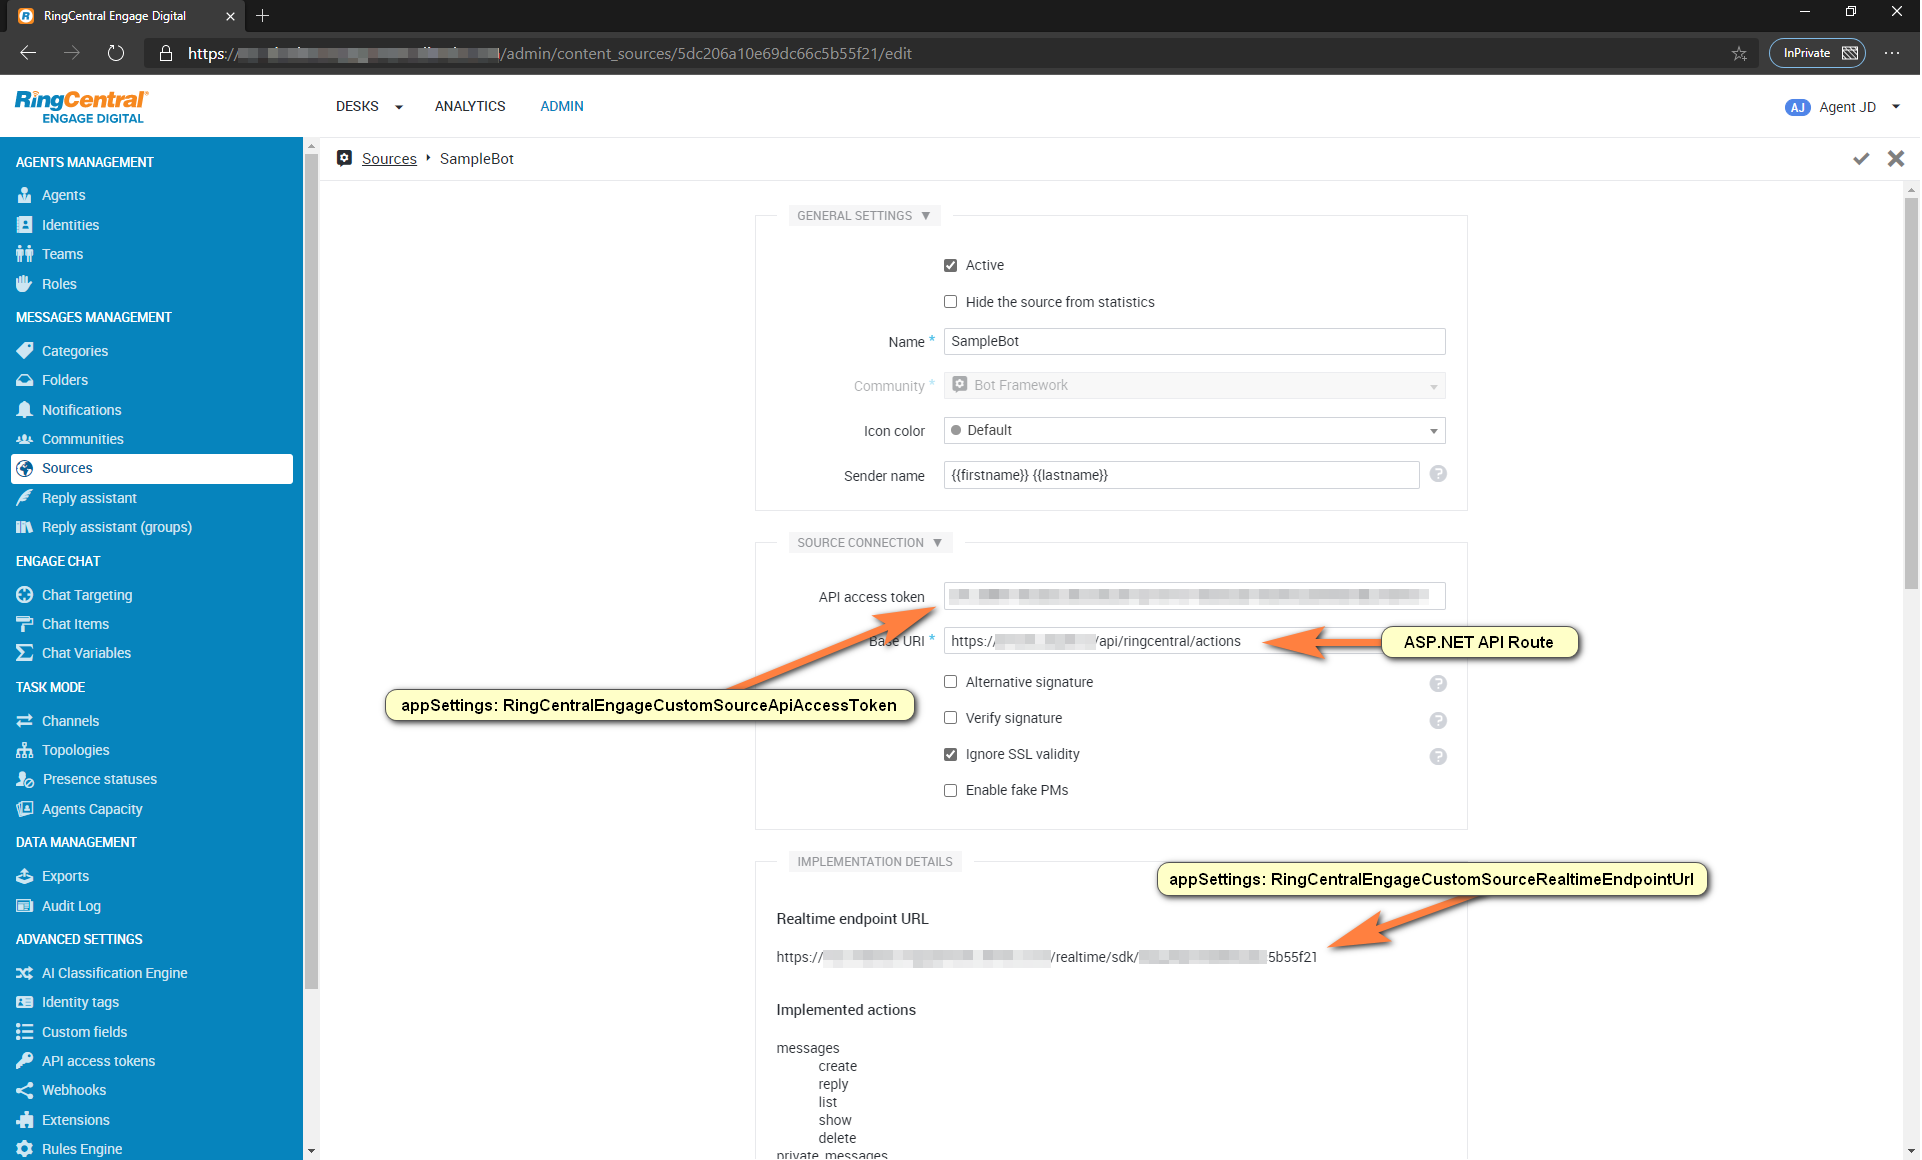 RingCentral Engage Digital
https://
/admin/content_sources/5dc206a10e69dc66c5b55f21/edit
InPrivate
RingCentral
ENGAGE DIGITAL
DESKS
ANALYTICS
ADMIN
AJ
Agent JD
Sources
SampleBot
AGENTS MANAGEMENT
Agents
Identities
Teams
Roles
MESSAGES MANAGEMENT
Categories
Folders
Notifications
Communities
Sources
Reply assistant
Reply assistant (groups)
ENGAGE CHAT
Chat Targeting
Chat Items
Chat Variables
TASK MODE
Channels
Topologies
Presence statuses
Agents Capacity
DATA MANAGEMENT
Exports
Audit Log
ADVANCED SETTINGS
AI Classification Engine
Identity tags
Custom fields
API access tokens
Webhooks
Extensions
Rules Engine
GENERAL SETTINGS ▼
Active
Hide the source from statistics
Name * SampleBot
Community * Bot Framework
Icon color Default
Sender name {{firstname}} {{lastname}} ?
SOURCE CONNECTION ▼
API access token
Base URI * https:// /api/ringcentral/actions
ASP.NET API Route
Alternative signature ?
appSettings: RingCentralEngageCustomSourceApiAccessToken
Verify signature ?
Ignore SSL validity ?
Enable fake PMs
IMPLEMENTATION DETAILS
appSettings: RingCentralEngageCustomSourceRealtimeEndpointUrl
Realtime endpoint URL
https:// /realtime/sdk/ 5b55f21
Implemented actions
messages
create
reply
list
show
delete
private_messages